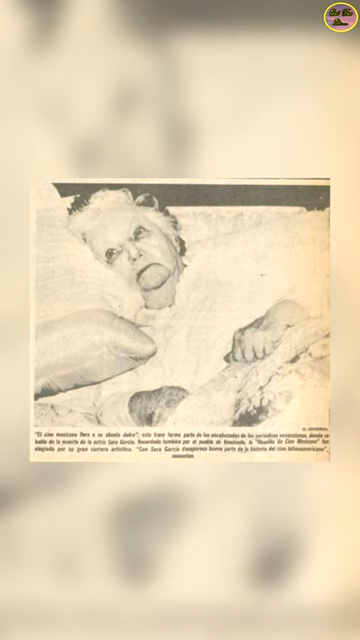 EL UNIVERSAL
"El cine mexicano llora a su abuela dulce"; esta frase forma parte de los encabezados de los periódicos venezolanos, donde se
habla de la muerte de la actriz Sara García. Recordada también por el pueblo de Venezuela, la "Abuelita de Cine Mexicano" fue
elogiada por su gran carrera artística. "Con Sara García desaparece buena parte de la historia del cine latinoamericano",
comentan